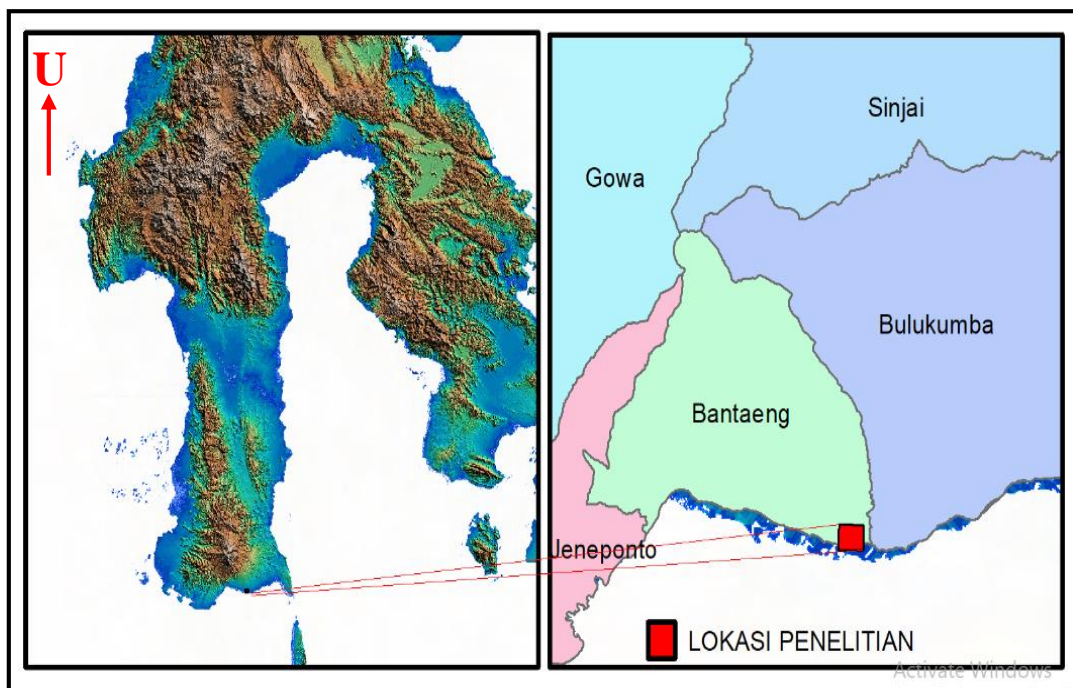 U
Sinjai
Gowa
Bulukumba
Bantaeng
Jeneponto
LOKASI PENELITIAN
Activate Windows